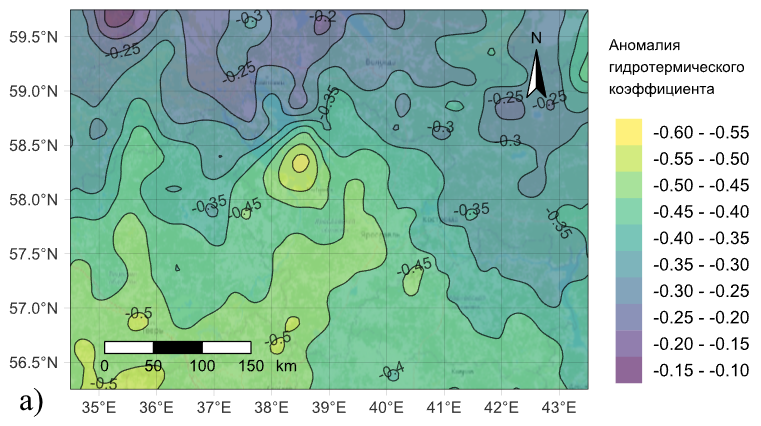 Аномалия
гидротермического
коэффициента
-0.60 - -0.55
-0.55 - -0.50
-0.50 - -0.45
-0.45 - -0.40
-0.40 - -0.35
-0.35 - -0.30
-0.30 - -0.25
-0.25 - -0.20
-0.20 - -0.15
-0.15 - -0.10
N
59.5°N
59.0°N
58.5°N
58.0°N
57.5°N
57.0°N
56.5°N
-0.3
-0.2
-0.25
-0.25
-0.35
-0.25
-0.25
-0.3
-0.3
-0.35
-0.45
-0.35
-0.35
-0.45
-0.5
-0.5
-0.4
-0.5
0 50 100 150 km
а)
35°E 36°E 37°E 38°E 39°E 40°E 41°E 42°E 43°E